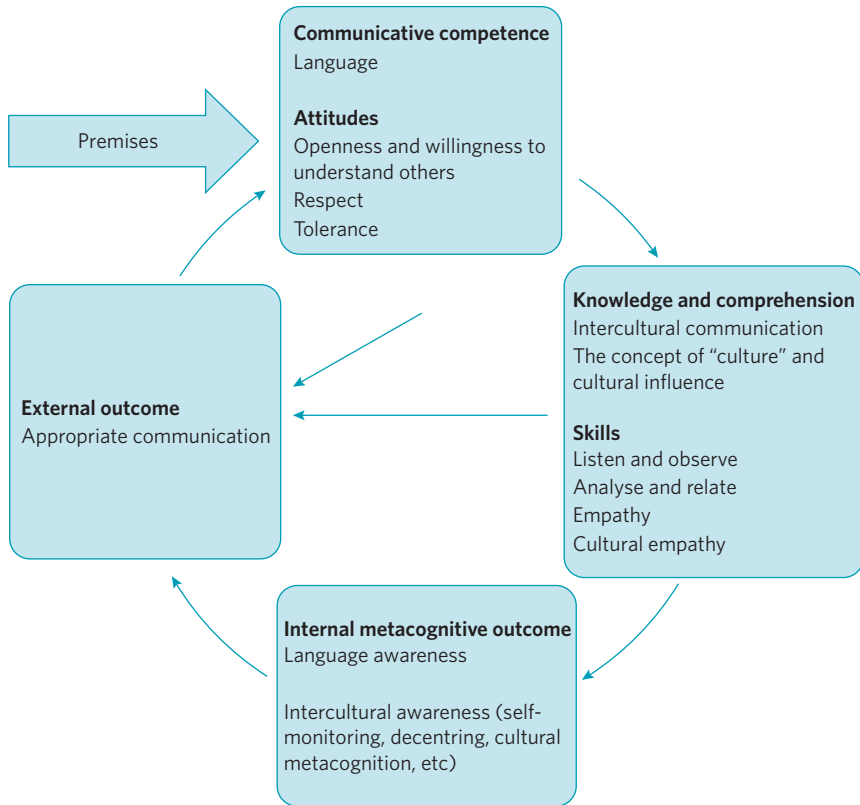 Premises
Communicative competence
Language
Attitudes
Openness and willingness to
understand others
Respect
Tolerance
Knowledge and comprehension
Intercultural communication
The concept of “culture” and
cultural influence
Skills
Listen and observe
Analyse and relate
Empathy
Cultural empathy
Internal metacognitive outcome
Language awareness
Intercultural awareness (self-
monitoring, decentring, cultural
metacognition, etc)
External outcome
Appropriate communication